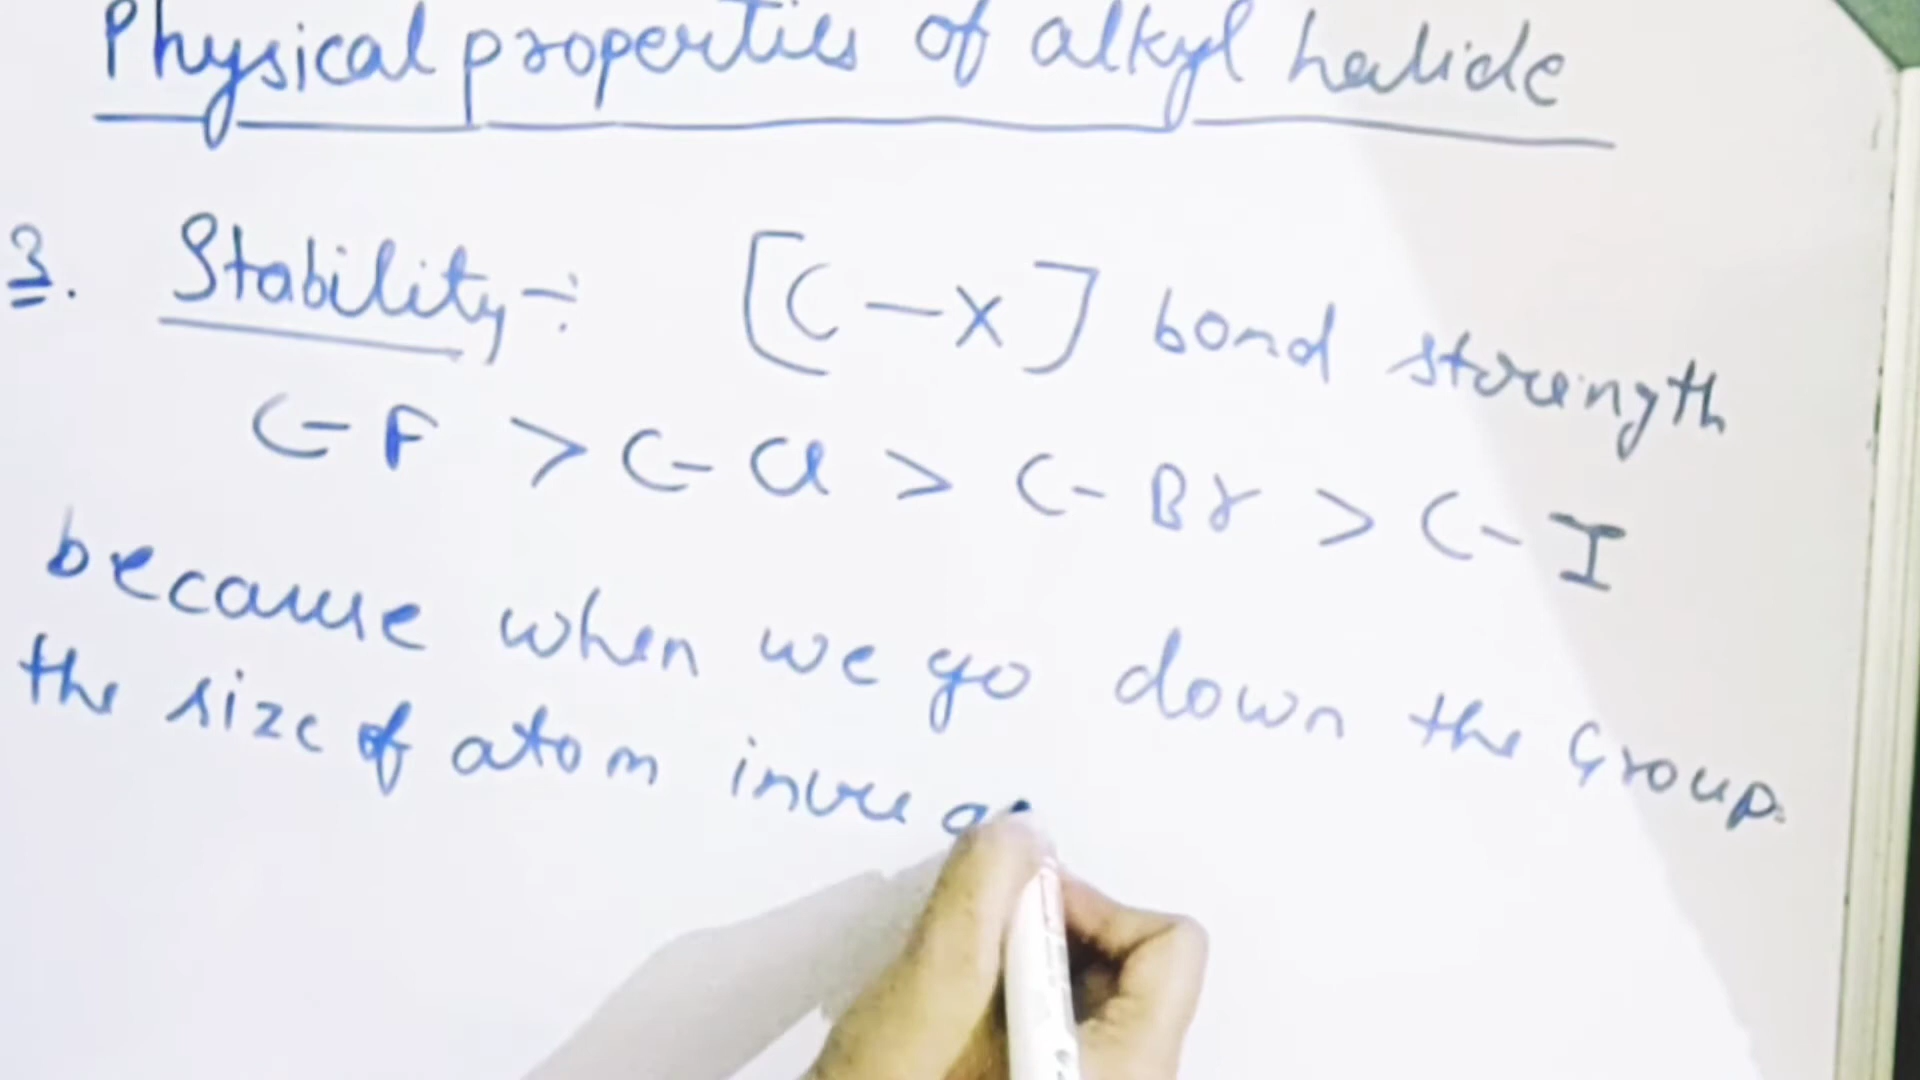 Physical properties of alkyl halide
3. Stability :- [C-X] bond strength
C-F > C-Cl > C-Br > C-I
because when we go down the Group.
the size of atom increa